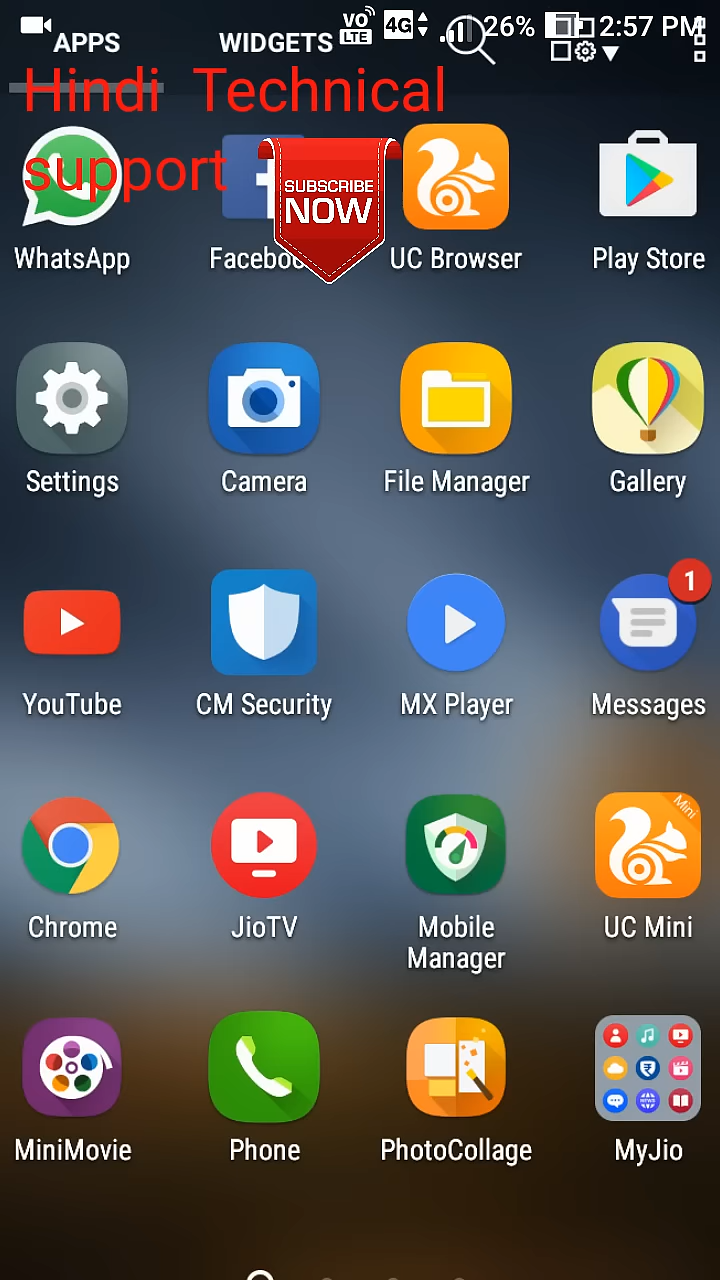 VO
LTE
4G
26%
2:57 PM
APPS
WIDGETS
Hindi Technical
support
SUBSCRIBE
NOW
WhatsApp
Facebo
UC Browser
Play Store
Settings
Camera
File Manager
Gallery
1
YouTube
CM Security
MX Player
Messages
Mini
Chrome
JioTV
Mobile
Manager
UC Mini
NEWS
MiniMovie
Phone
PhotoCollage
MyJio